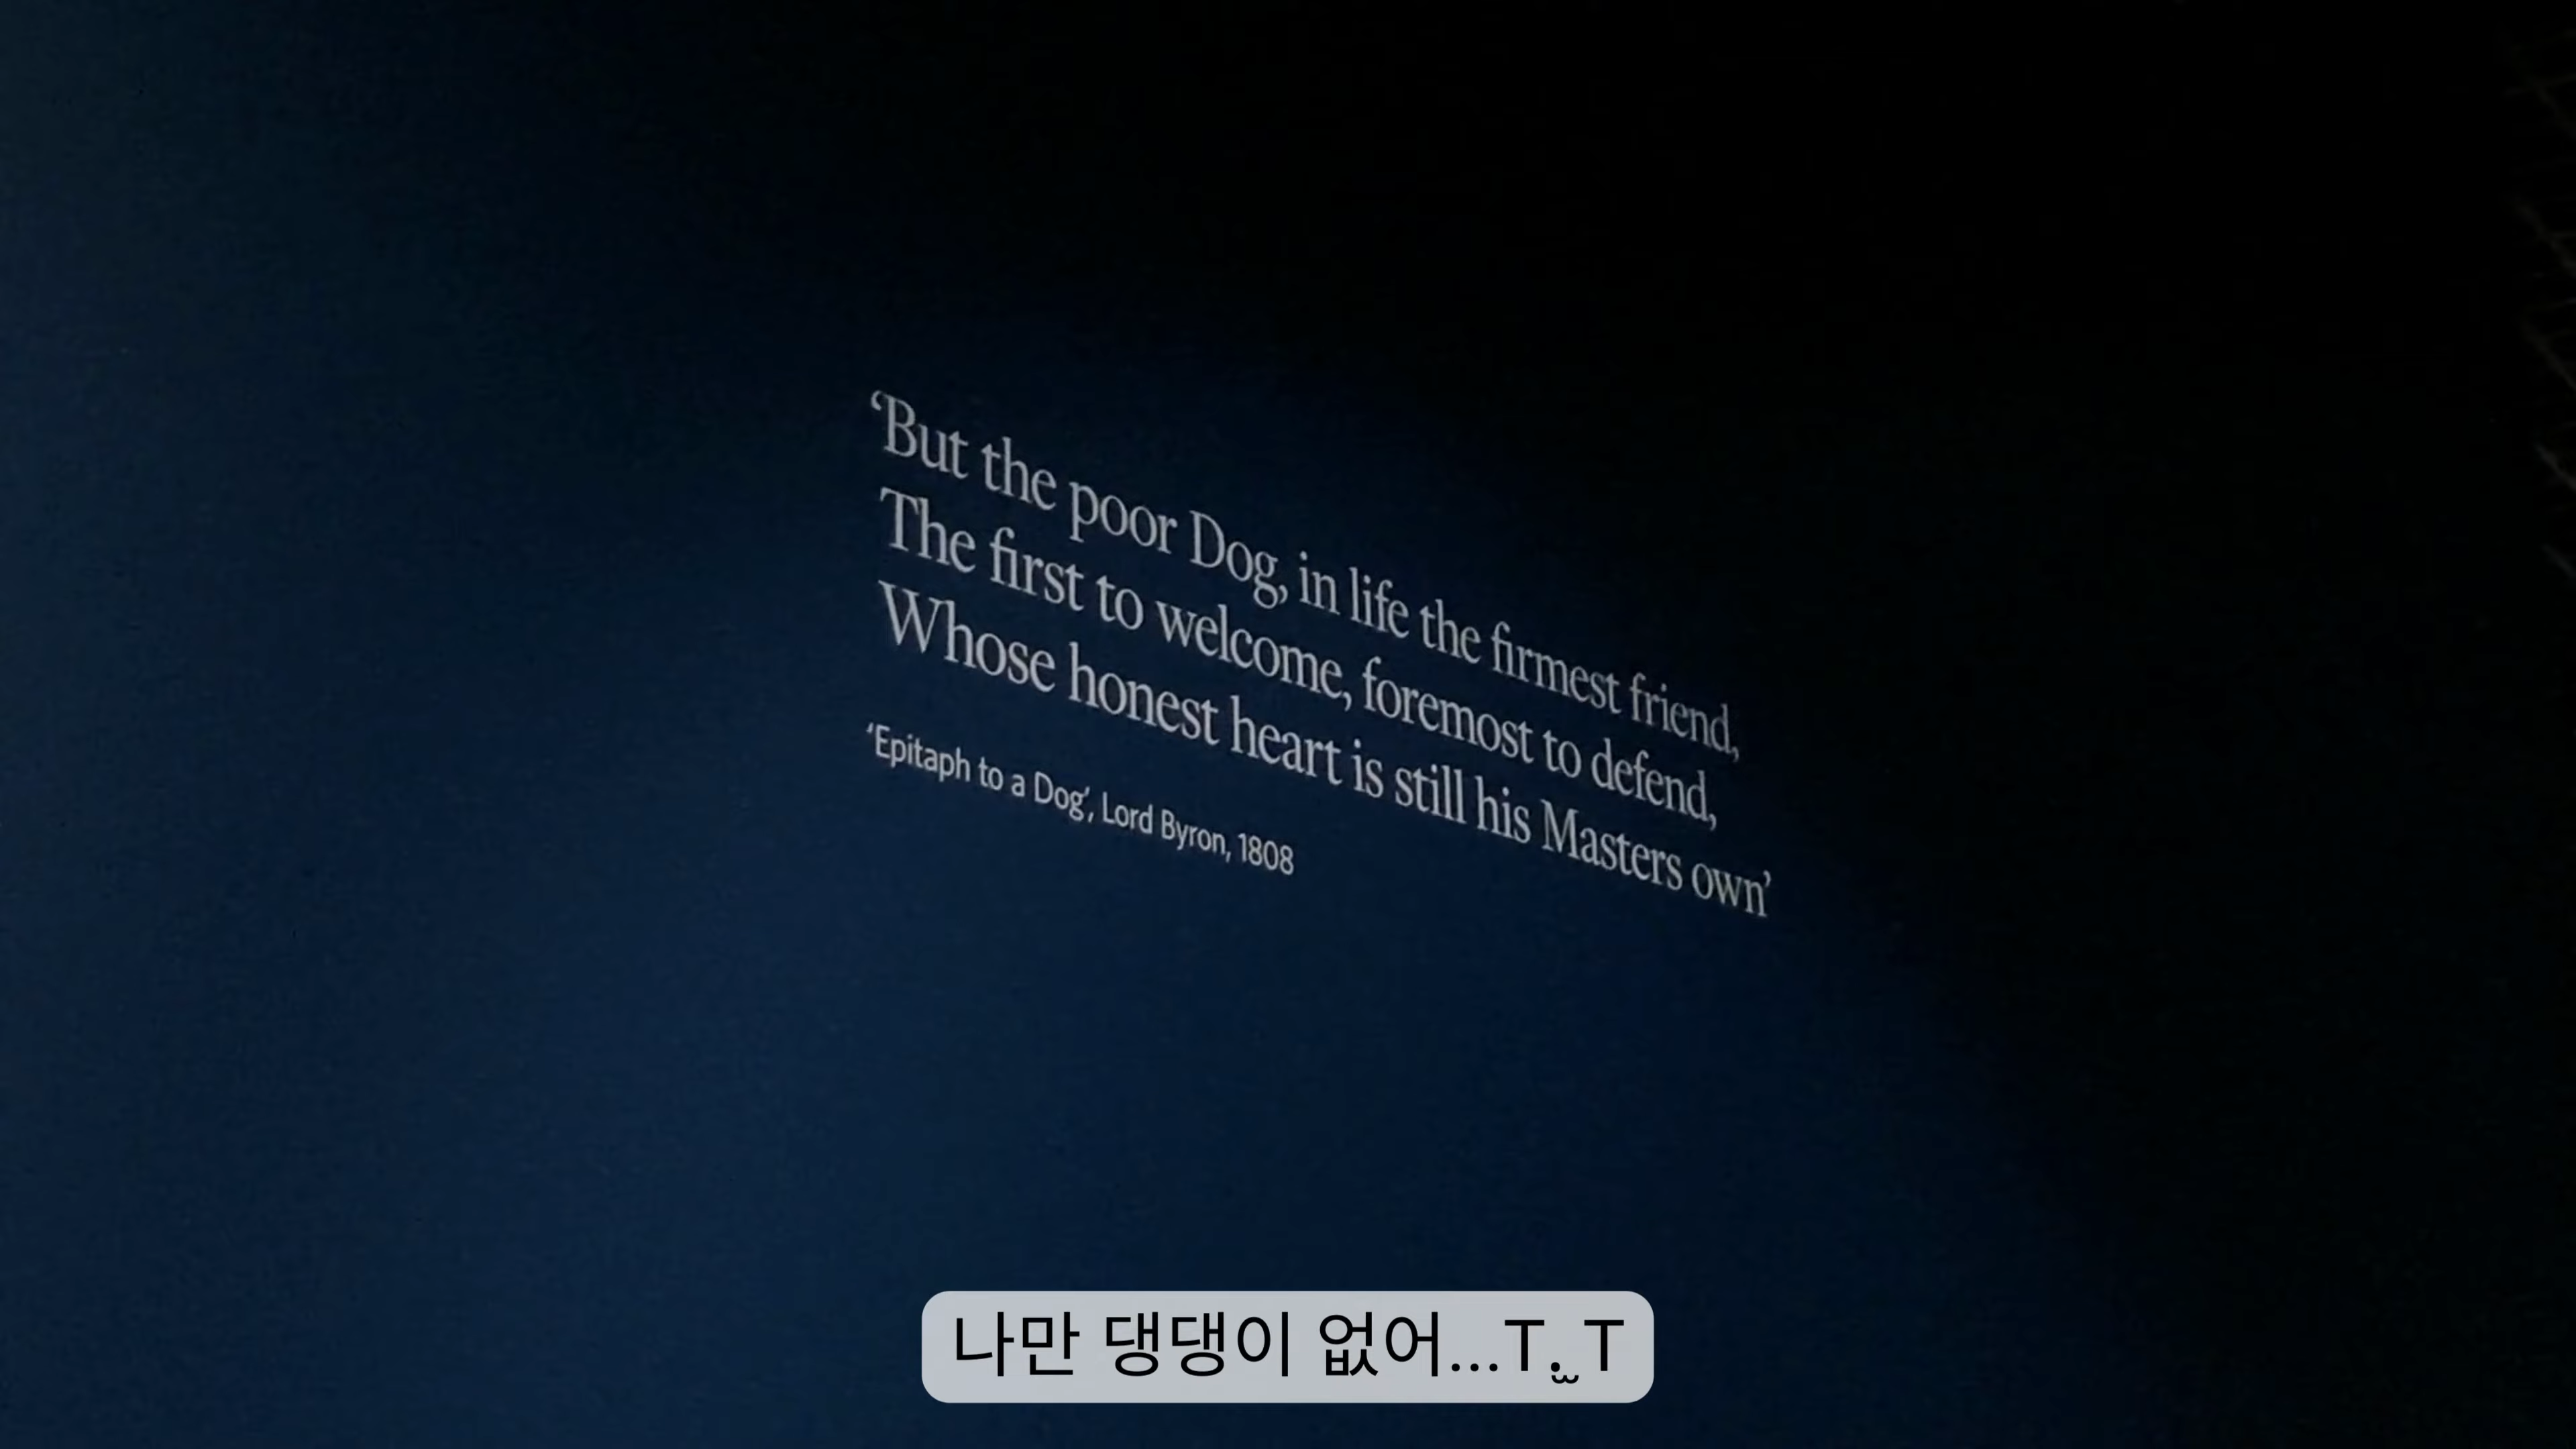 ‘But the poor Dog, in life the firmest friend,
The first to welcome, foremost to defend,
Whose honest heart is still his Masters own’
‘Epitaph to a Dog’, Lord Byron, 1808
나만 댕댕이 없어...T.̫T